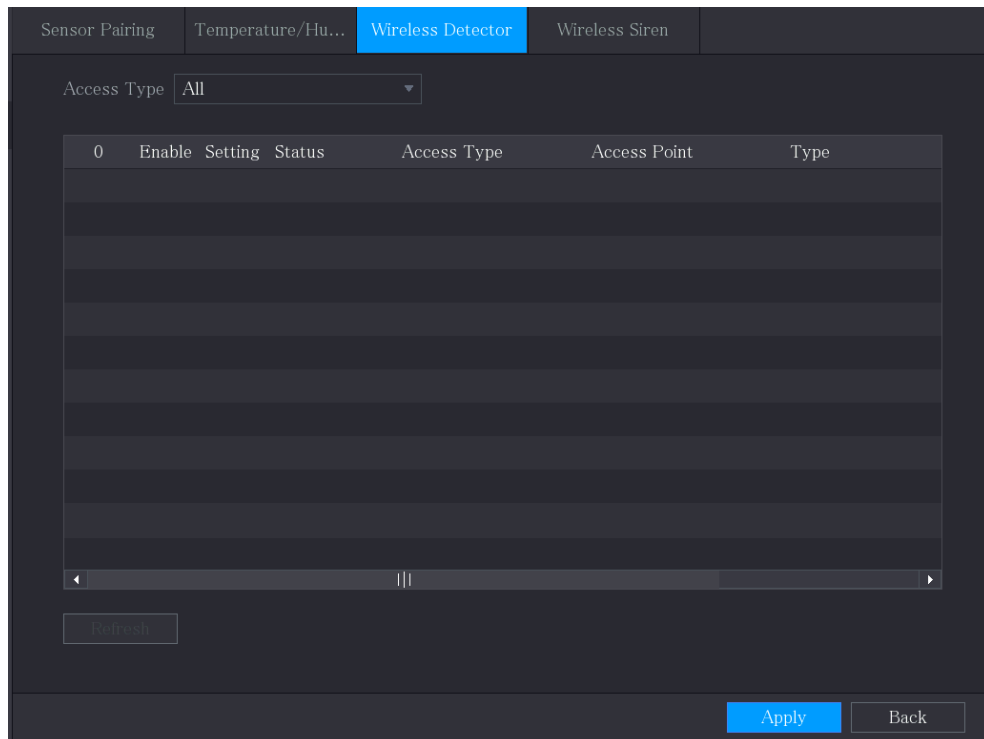 Sensor Pairing Temperature/Hu... Wireless Detector Wireless Siren
Access Type All
0 Enable Setting Status Access Type Access Point Type
Refresh
Apply Back